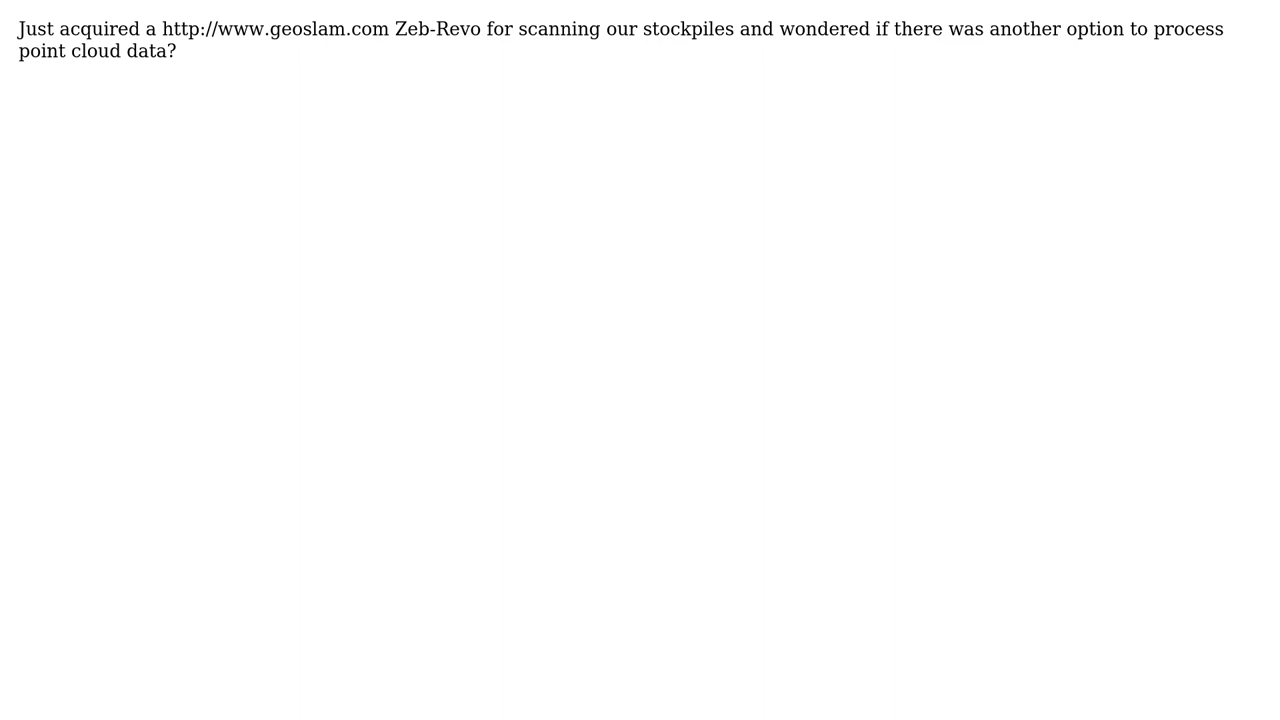 Just acquired a http://www.geoslam.com Zeb-Revo for scanning our stockpiles and wondered if there was another option to process
point cloud data?